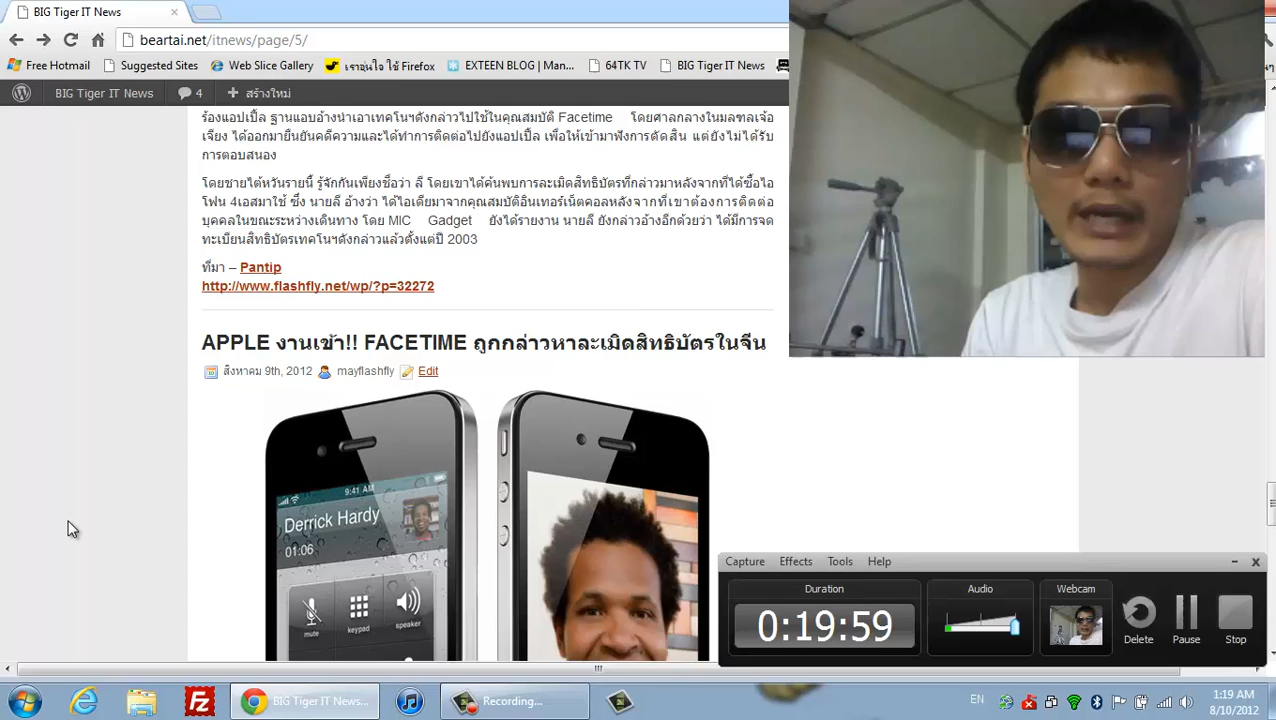 BIG Tiger IT News
beartai.net/itnews/page/5/
Free Hotmail Suggested Sites Web Slice Gallery เราอุ่นใจ ใช้ Firefox EXTEEN BLOG | Man... 64TK TV BIG Tiger IT News
BIG Tiger IT News 4 สร้างใหม่
ร้องแอปเปิ้ล ฐานแอบอ้างนำเอาเทคโนฯดังกล่าวไปใช้ในคุณสมบัติ Facetime โดยศาลกลางในมลฑลเจ้อ
เจียง ได้ออกมายืนยันคดีความและได้ทำการติดต่อไปยังแอปเปิ้ล เพื่อให้เข้ามาฟังการตัดสิน แต่ยังไม่ได้รับ
การตอบสนอง
โดยชายไต้หวันรายนี้ รู้จักกันเพียงชื่อว่า ลี โดยเขาได้ค้นพบการละเมิดสิทธิบัตรที่กล่าวมาหลังจากที่ได้ซื้อไอ
โฟน 4เอสมาใช้ ซึ่ง นายลี อ้างว่า ได้ไอเดียมาจากคุณสมบัติอินเทอร์เน็ตคอลหลังจากที่เขาต้องการติดต่อ
บุคคลในขณะระหว่างเดินทาง โดย MIC Gadget ยังได้รายงาน นายลี ยังกล่าวอ้างอีกด้วยว่า ได้มีการจด
ทะเบียนสิทธิบัตรเทคโนฯดังกล่าวแล้วตั้งแต่ปี 2003
ที่มา – Pantip
http://www.flashfly.net/wp/?p=32272
APPLE งานเข้า!! FACETIME ถูกกล่าวหาละเมิดสิทธิบัตรในจีน
สิงหาคม 9th, 2012 mayflashfly Edit
9:41 AM
Derrick Hardy
01:06
mute keypad speaker
Capture Effects Tools Help
Duration Audio Webcam
0:19:59
Delete Pause Stop
BIG Tiger IT News... Recording... EN 1:19 AM
8/10/2012